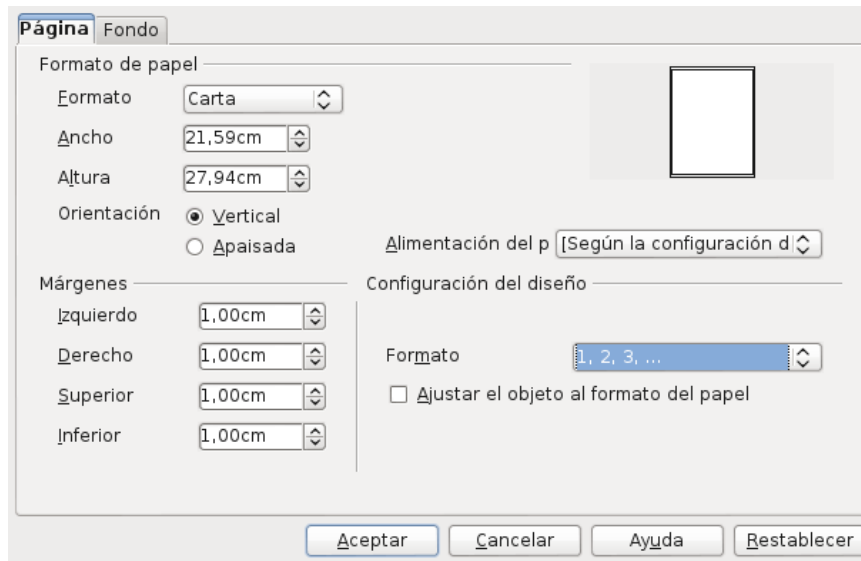 Página Fondo
Formato de papel
Formato Carta
Ancho 21,59cm
Altura 27,94cm
Orientación Vertical
Apaisada
Alimentación del p [Según la configuración d
Márgenes
Izquierdo 1,00cm
Derecho 1,00cm
Superior 1,00cm
Inferior 1,00cm
Configuración del diseño
Formato 1, 2, 3, ...
Ajustar el objeto al formato del papel
Aceptar Cancelar Ayuda Restablecer